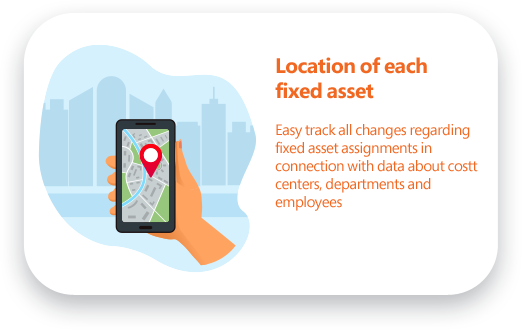 Location of each
fixed asset
Easy track all changes regarding
fixed asset assignments in
connection with data about costt
centers, departments and
employees